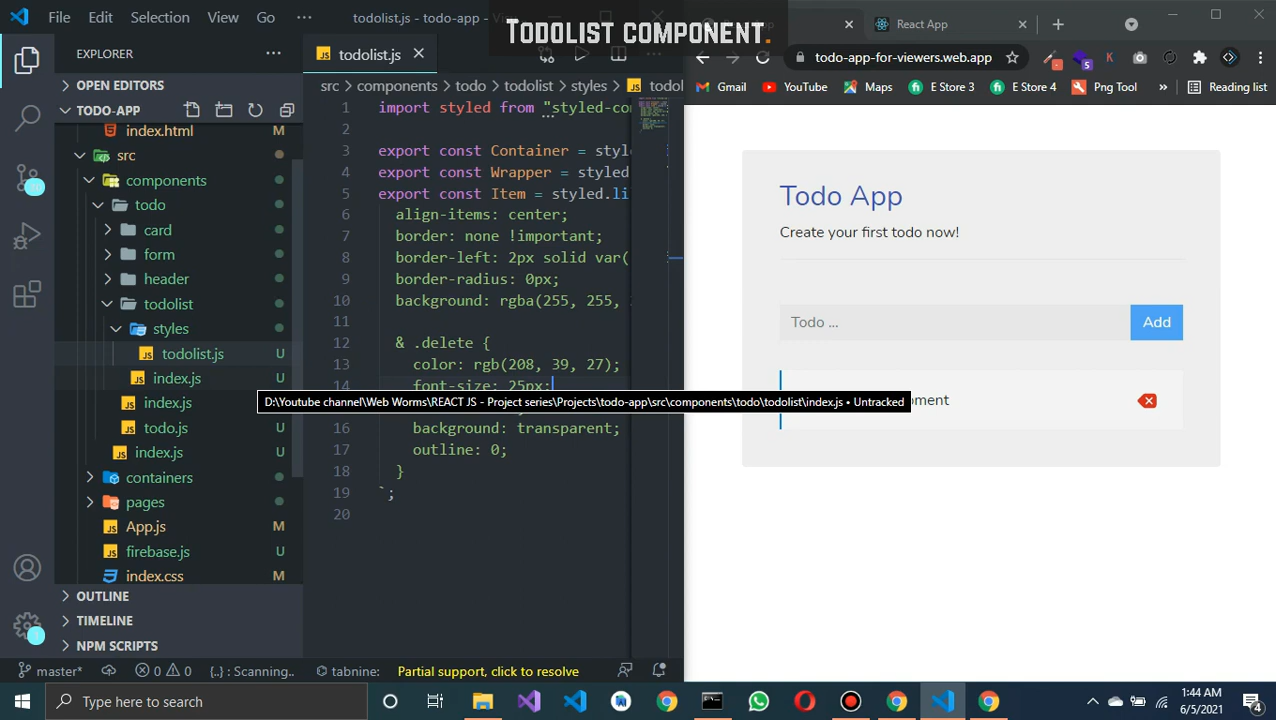 File Edit Selection View Go ··· todolist.js - todo-app -
TODOLIST COMPONENT.
EXPLORER ···
OPEN EDITORS
TODO-APP
index.html M
src
components
todo
card
form
header
todolist
styles
todolist.js U
index.js U
index.js U
todo.js U
index.js U
containers
pages
App.js M
firebase.js U
index.css M
OUTLINE
TIMELINE
NPM SCRIPTS
todolist.js
src > components > todo > todolist > styles > JS todol
1 import styled from "styled-co
2
3 export const Container = style
4 export const Wrapper = styled
5 export const Item = styled.li
6 align-items: center;
7 border: none !important;
8 border-left: 2px solid var(
9 border-radius: 0px;
10 background: rgba(255, 255,
11
12 & .delete {
13 color: rgb(208, 39, 27);
14 font-size: 25px;
16 background: transparent;
17 outline: 0;
18 }
19 `;
20
D:\Youtube channel\Web Worms\REACT JS - Project series\Projects\todo-app\src\components\todo\todolist\index.js • Untracked
master* 0 0 {..} : Scanning... tabnine: Partial support, click to resolve
React App
todo-app-for-viewers.web.app
Gmail YouTube Maps E Store 3 E Store 4 Png Tool » Reading list
Todo App
Create your first todo now!
Todo ... Add
ment
Type here to search
1:44 AM
6/5/2021
4